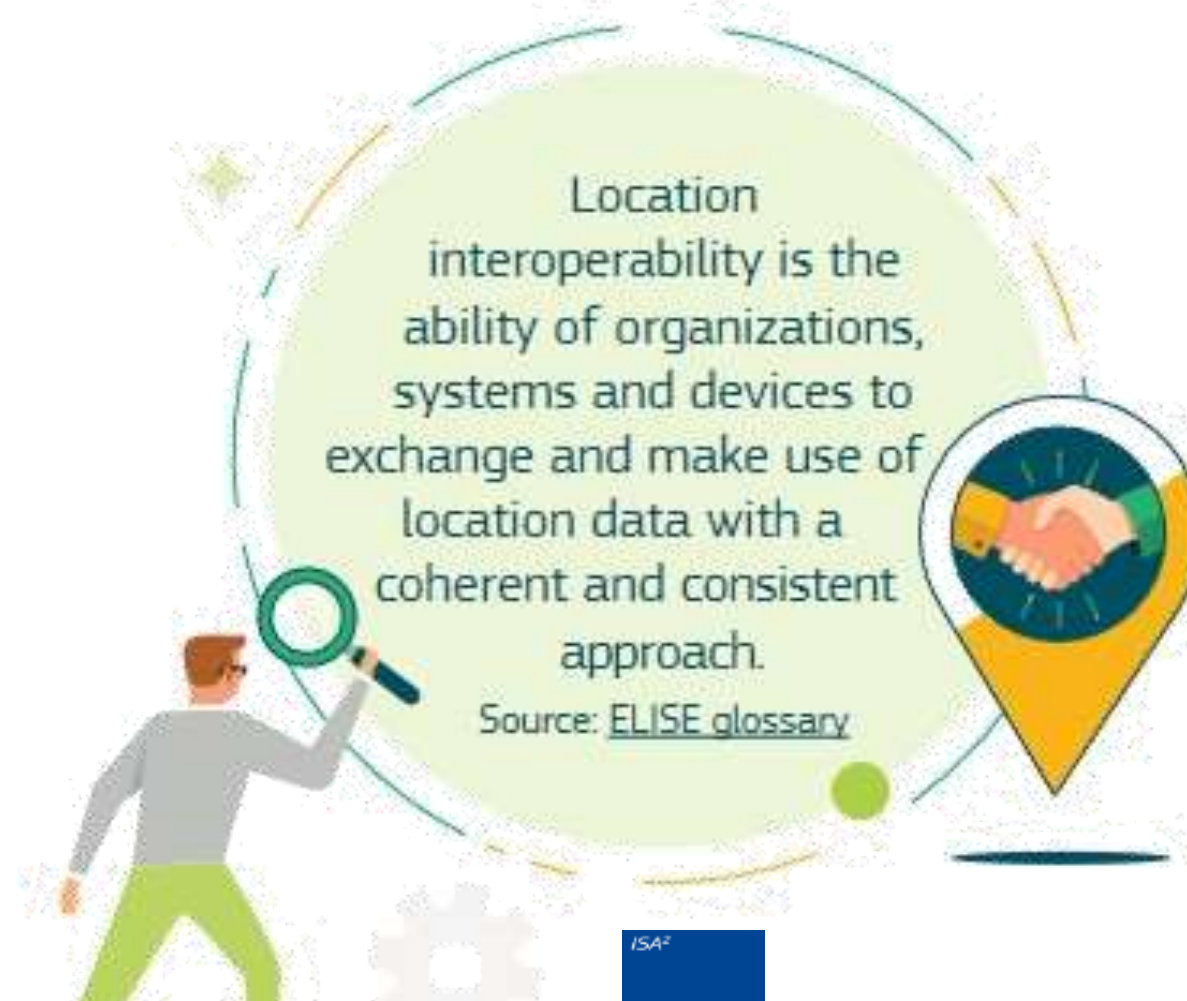 Location
interoperability is the
ability of organizations,
systems and devices to
exchange and make use of
location data with a
coherent and consistent
approach.
Source: ELISE glossary
ISA²